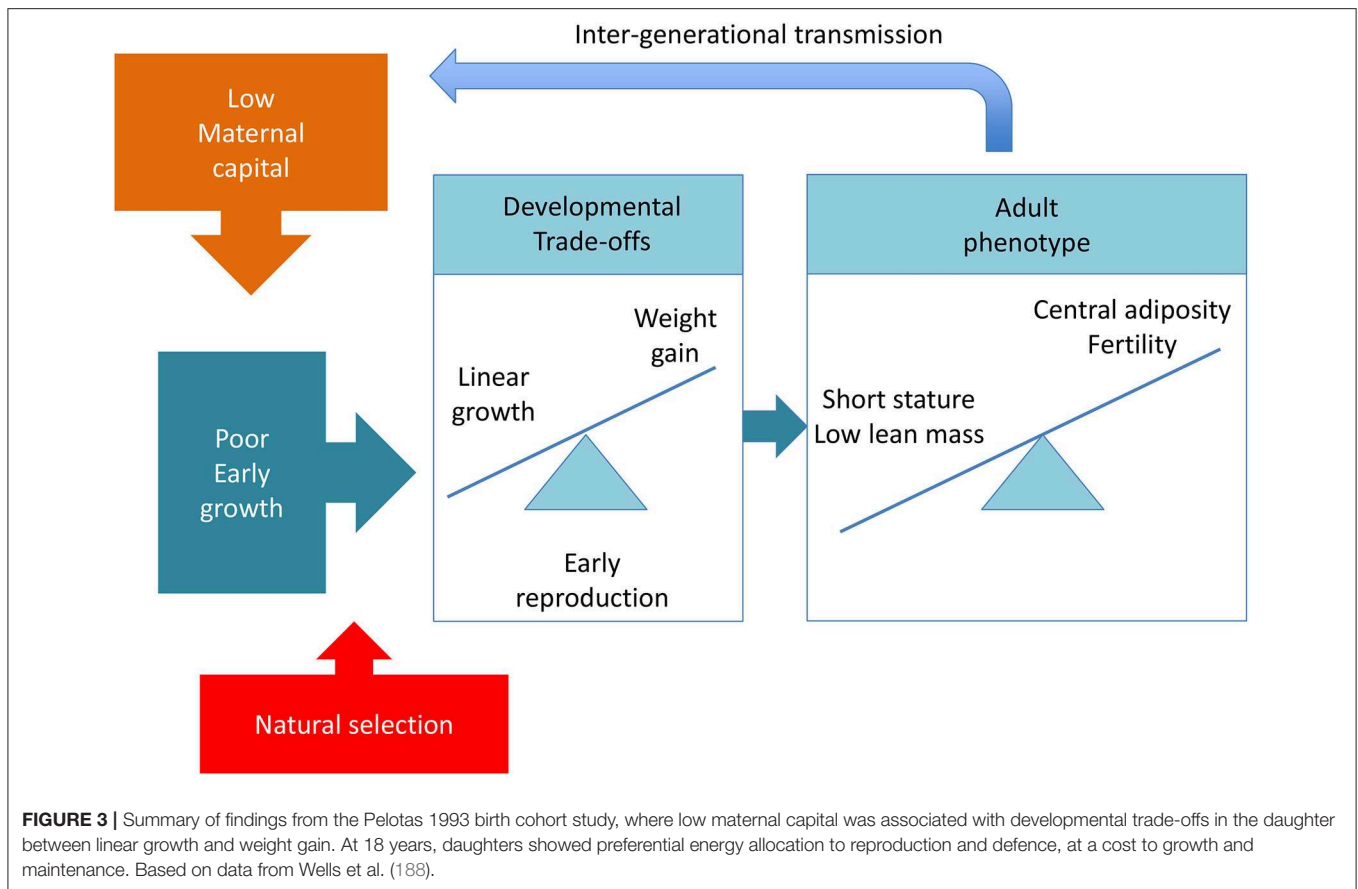 Inter-generational transmission
Low
Maternal
capital
Developmental
Trade-offs
Adult
phenotype
Weight
gain
Linear
growth
Central adiposity
Fertility
Short stature
Low lean mass
Poor
Early
growth
Early
reproduction
Natural selection
FIGURE 3 | Summary of findings from the Pelotas 1993 birth cohort study, where low maternal capital was associated with developmental trade-offs in the daughter
between linear growth and weight gain. At 18 years, daughters showed preferential energy allocation to reproduction and defence, at a cost to growth and
maintenance. Based on data from Wells et al. (188).